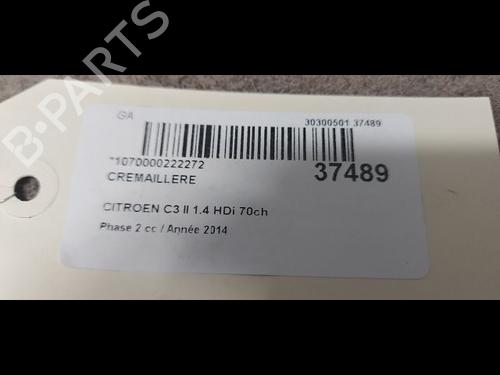 B-PARTS
GA
30300501 37489
*1070000222272
37489
CREMAILLERE
CITROEN C3 II 1.4 HDi 70ch
Phase 2 cc / Année 2014